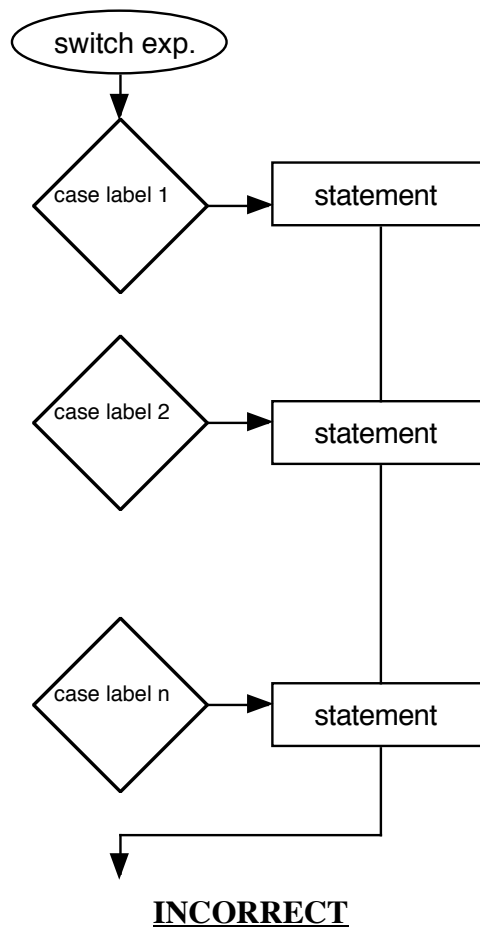 switch exp.
case label 1
statement
case label 2
statement
case label n
statement
INCORRECT